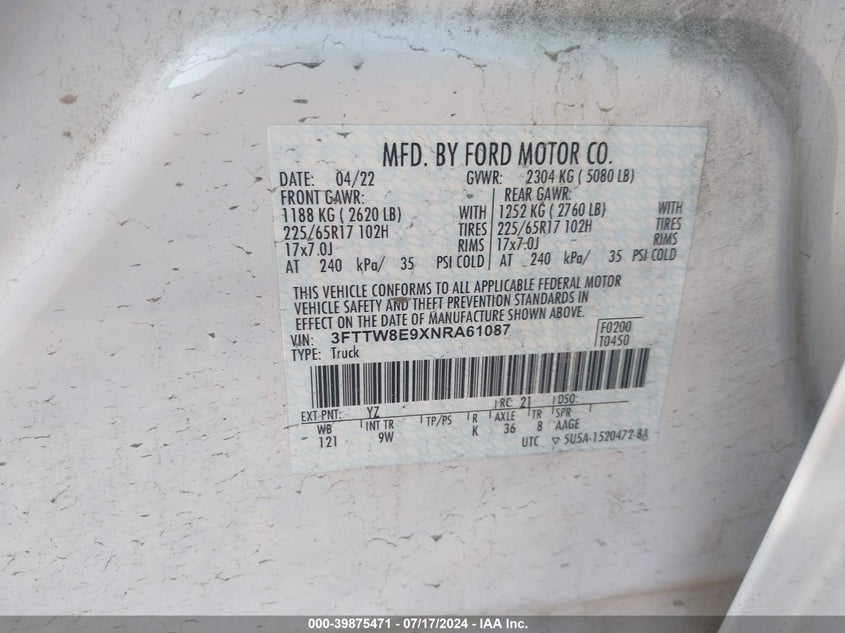 MFD. BY FORD MOTOR CO.
DATE: 04/22 GVWR: 2304 KG ( 5080 LB)
FRONT GAWR: REAR GAWR:
1188 KG ( 2620 LB) WITH 1252 KG ( 2760 LB) WITH
225/65R17 102H TIRES 225/65R17 102H TIRES
17x7.0J RIMS 17x7.0J RIMS
AT 240 kPa/ 35 PSI COLD AT 240 kPa/ 35 PSI COLD
THIS VEHICLE CONFORMS TO ALL APPLICABLE FEDERAL MOTOR
VEHICLE SAFETY AND THEFT PREVENTION STANDARDS IN
EFFECT ON THE DATE OF MANUFACTURE SHOWN ABOVE.
VIN: 3FTTW8E9XNRA61087 F0200
TYPE: Truck T0450
EXT PNT: YZ RC: 21 DSO:
WB INT TR TP/PS R AXLE TR SPR
121 9W K 36 8 AAGE
UTC ▽ 5U5A-1520472-BA
000-39875471 - 07/17/2024 - IAA Inc.